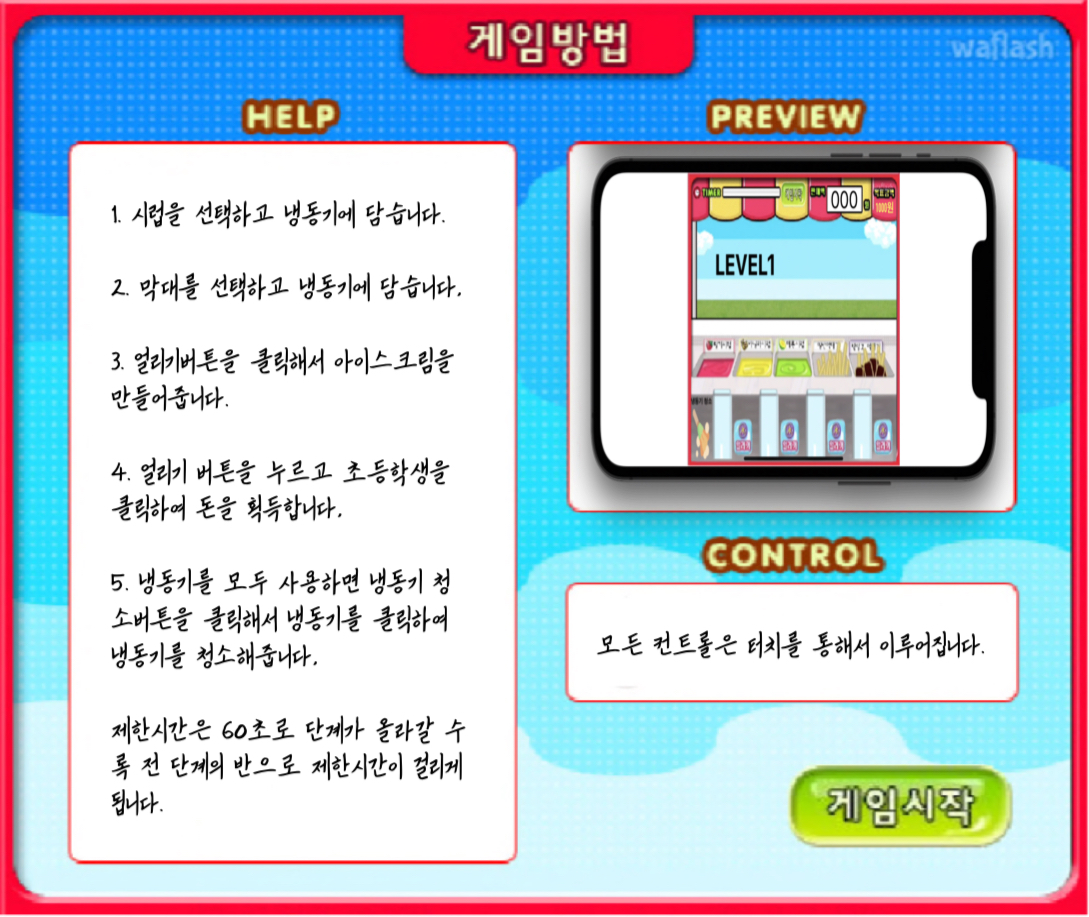 게임방법
waflash
HELP
1. 시럽을 선택하고 냉동기에 담습니다.
2. 막대를 선택하고 냉동기에 담습니다.
3. 얼리기버튼을 클릭해서 아이스크림을
만들어줍니다.
4. 얼리기 버튼을 누르고 초등학생을
클릭하여 돈을 획득합니다.
5. 냉동기를 모두 사용하면 냉동기 청
소버튼을 클릭해서 냉동기를 클릭하여
냉동기를 청소해줍니다.
제한시간은 60초로 단계가 올라갈 수
록 전 단계의 반으로 제한시간이 걸리게
됩니다.
PREVIEW
TIMER
000
1000원
LEVEL1
CONTROL
모든 컨트롤은 터치를 통해서 이루어집니다.
게임시작